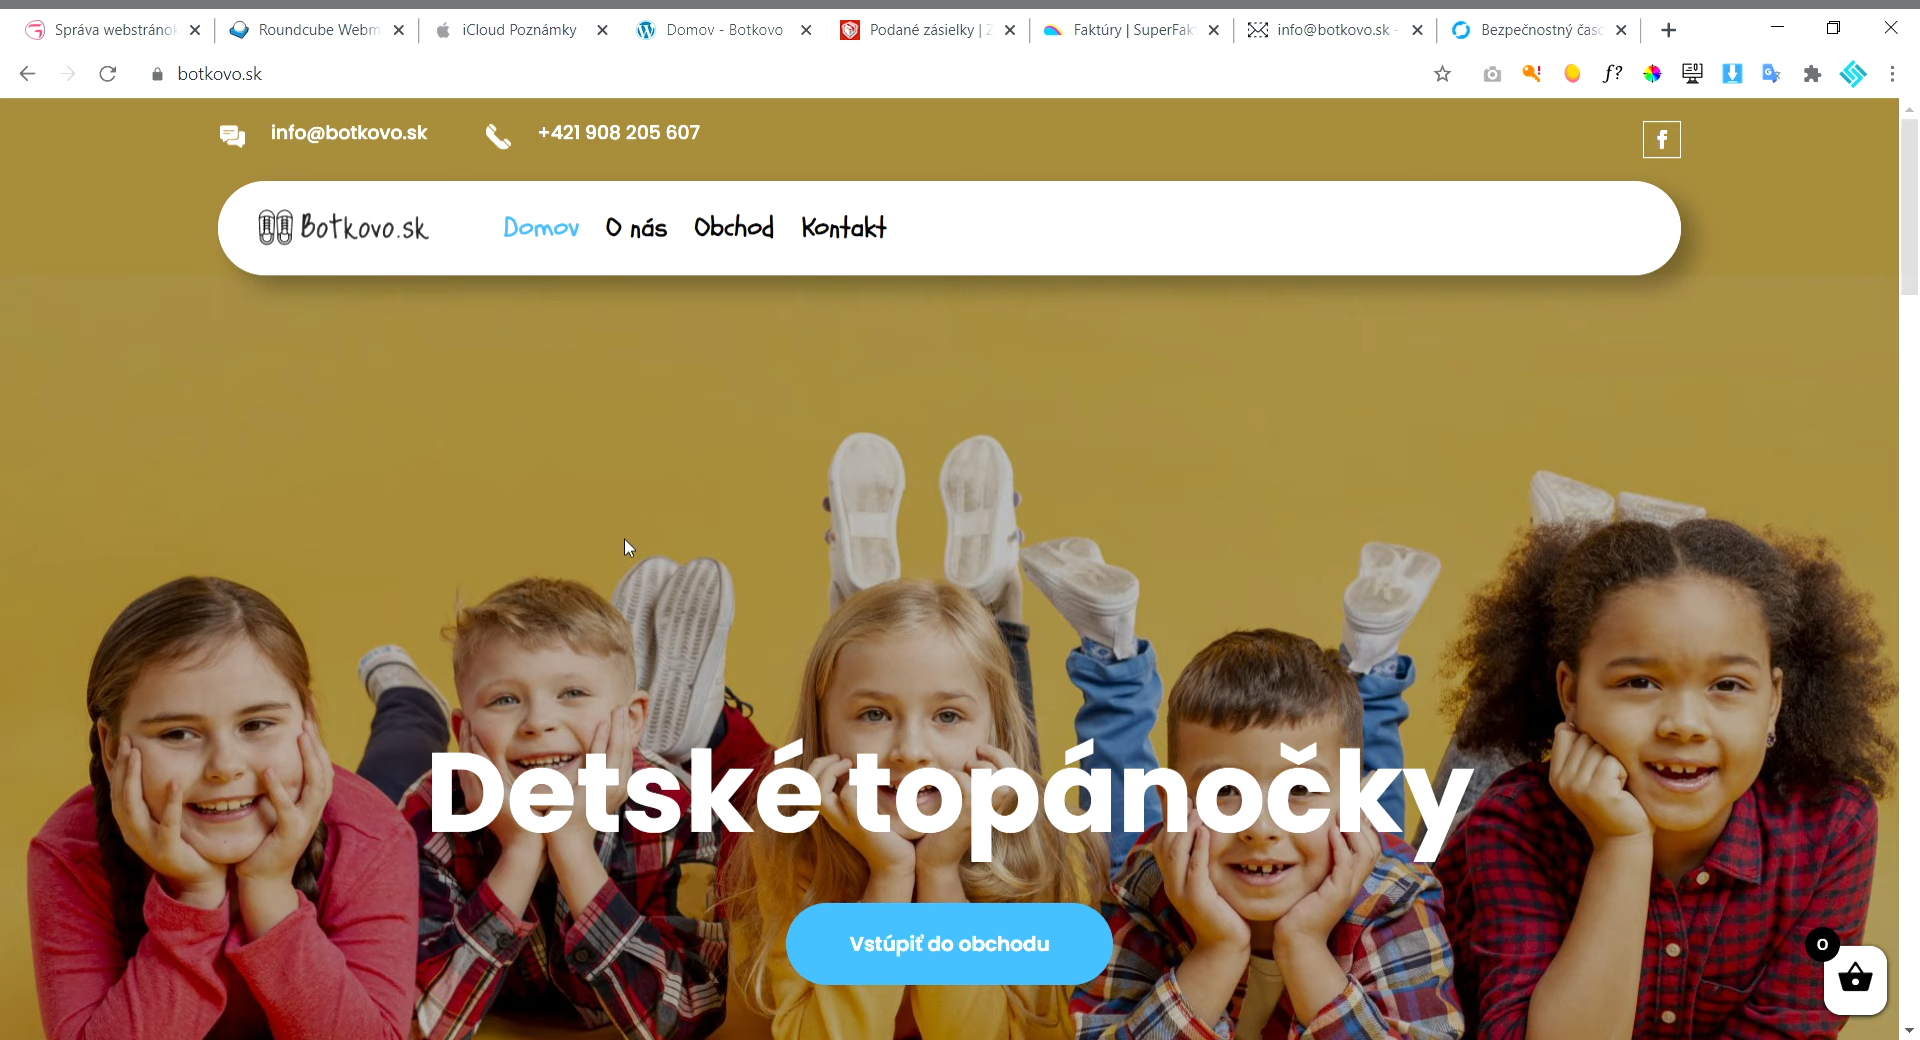 Správa webstránok
Roundcube Webm
iCloud Poznámky
Domov - Botkovo
Podané zásielky | Z
Faktúry | SuperFak
info@botkovo.sk -
Bezpečnostný časo
botkovo.sk
f?
info@botkovo.sk
+421 908 205 607
f
Botkovo.sk
Domov
O nás
Obchod
Kontakt
Detské topánočky
Vstúpiť do obchodu
0